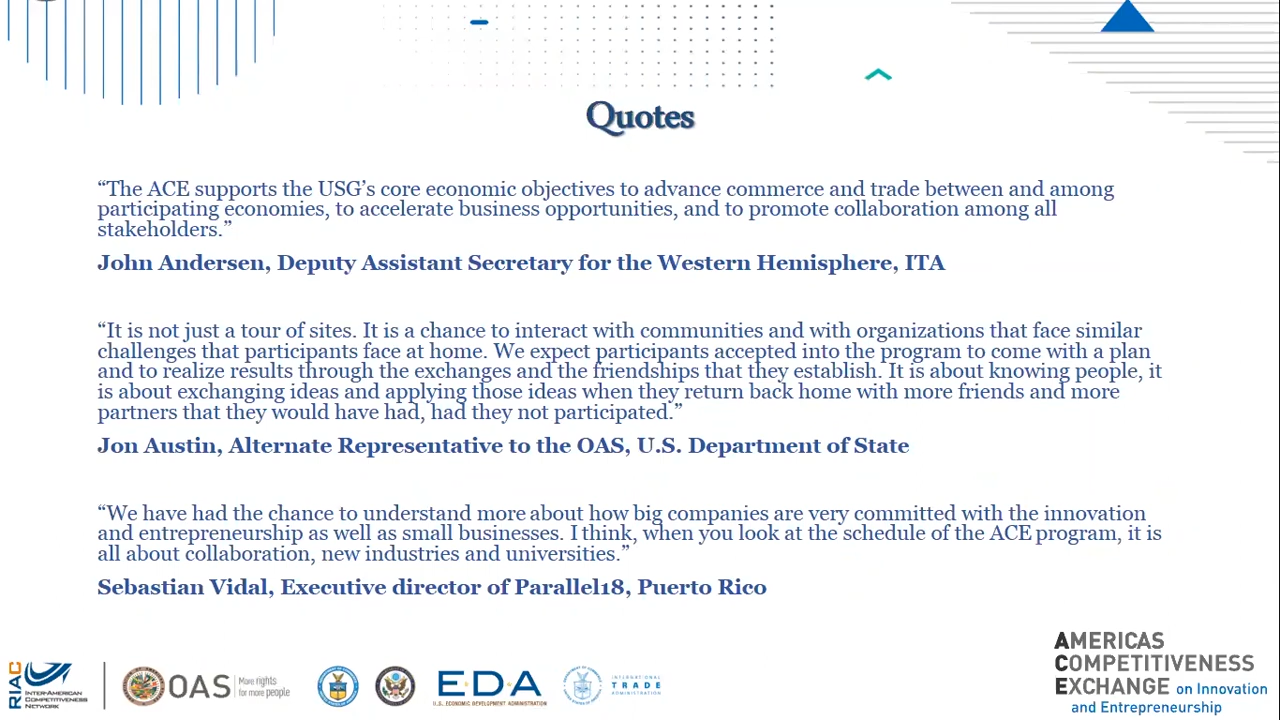 Quotes
“The ACE supports the USG’s core economic objectives to advance commerce and trade between and among
participating economies, to accelerate business opportunities, and to promote collaboration among all
stakeholders.”
John Andersen, Deputy Assistant Secretary for the Western Hemisphere, ITA
“It is not just a tour of sites. It is a chance to interact with communities and with organizations that face similar
challenges that participants face at home. We expect participants accepted into the program to come with a plan
and to realize results through the exchanges and the friendships that they establish. It is about knowing people, it
is about exchanging ideas and applying those ideas when they return back home with more friends and more
partners that they would have had, had they not participated.”
Jon Austin, Alternate Representative to the OAS, U.S. Department of State
“We have had the chance to understand more about how big companies are very committed with the innovation
and entrepreneurship as well as small businesses. I think, when you look at the schedule of the ACE program, it is
all about collaboration, new industries and universities.”
Sebastian Vidal, Executive director of Parallel18, Puerto Rico
RIAC
INTER-AMERICAN
COMPETITIVENESS
NETWORK
OAS
More rights
for more people
EDA
U.S. ECONOMIC DEVELOPMENT ADMINISTRATION
INTERNATIONAL
TRADE
ADMINISTRATION
AMERICAS
COMPETITIVENESS
EXCHANGE on Innovation
and Entrepreneurship